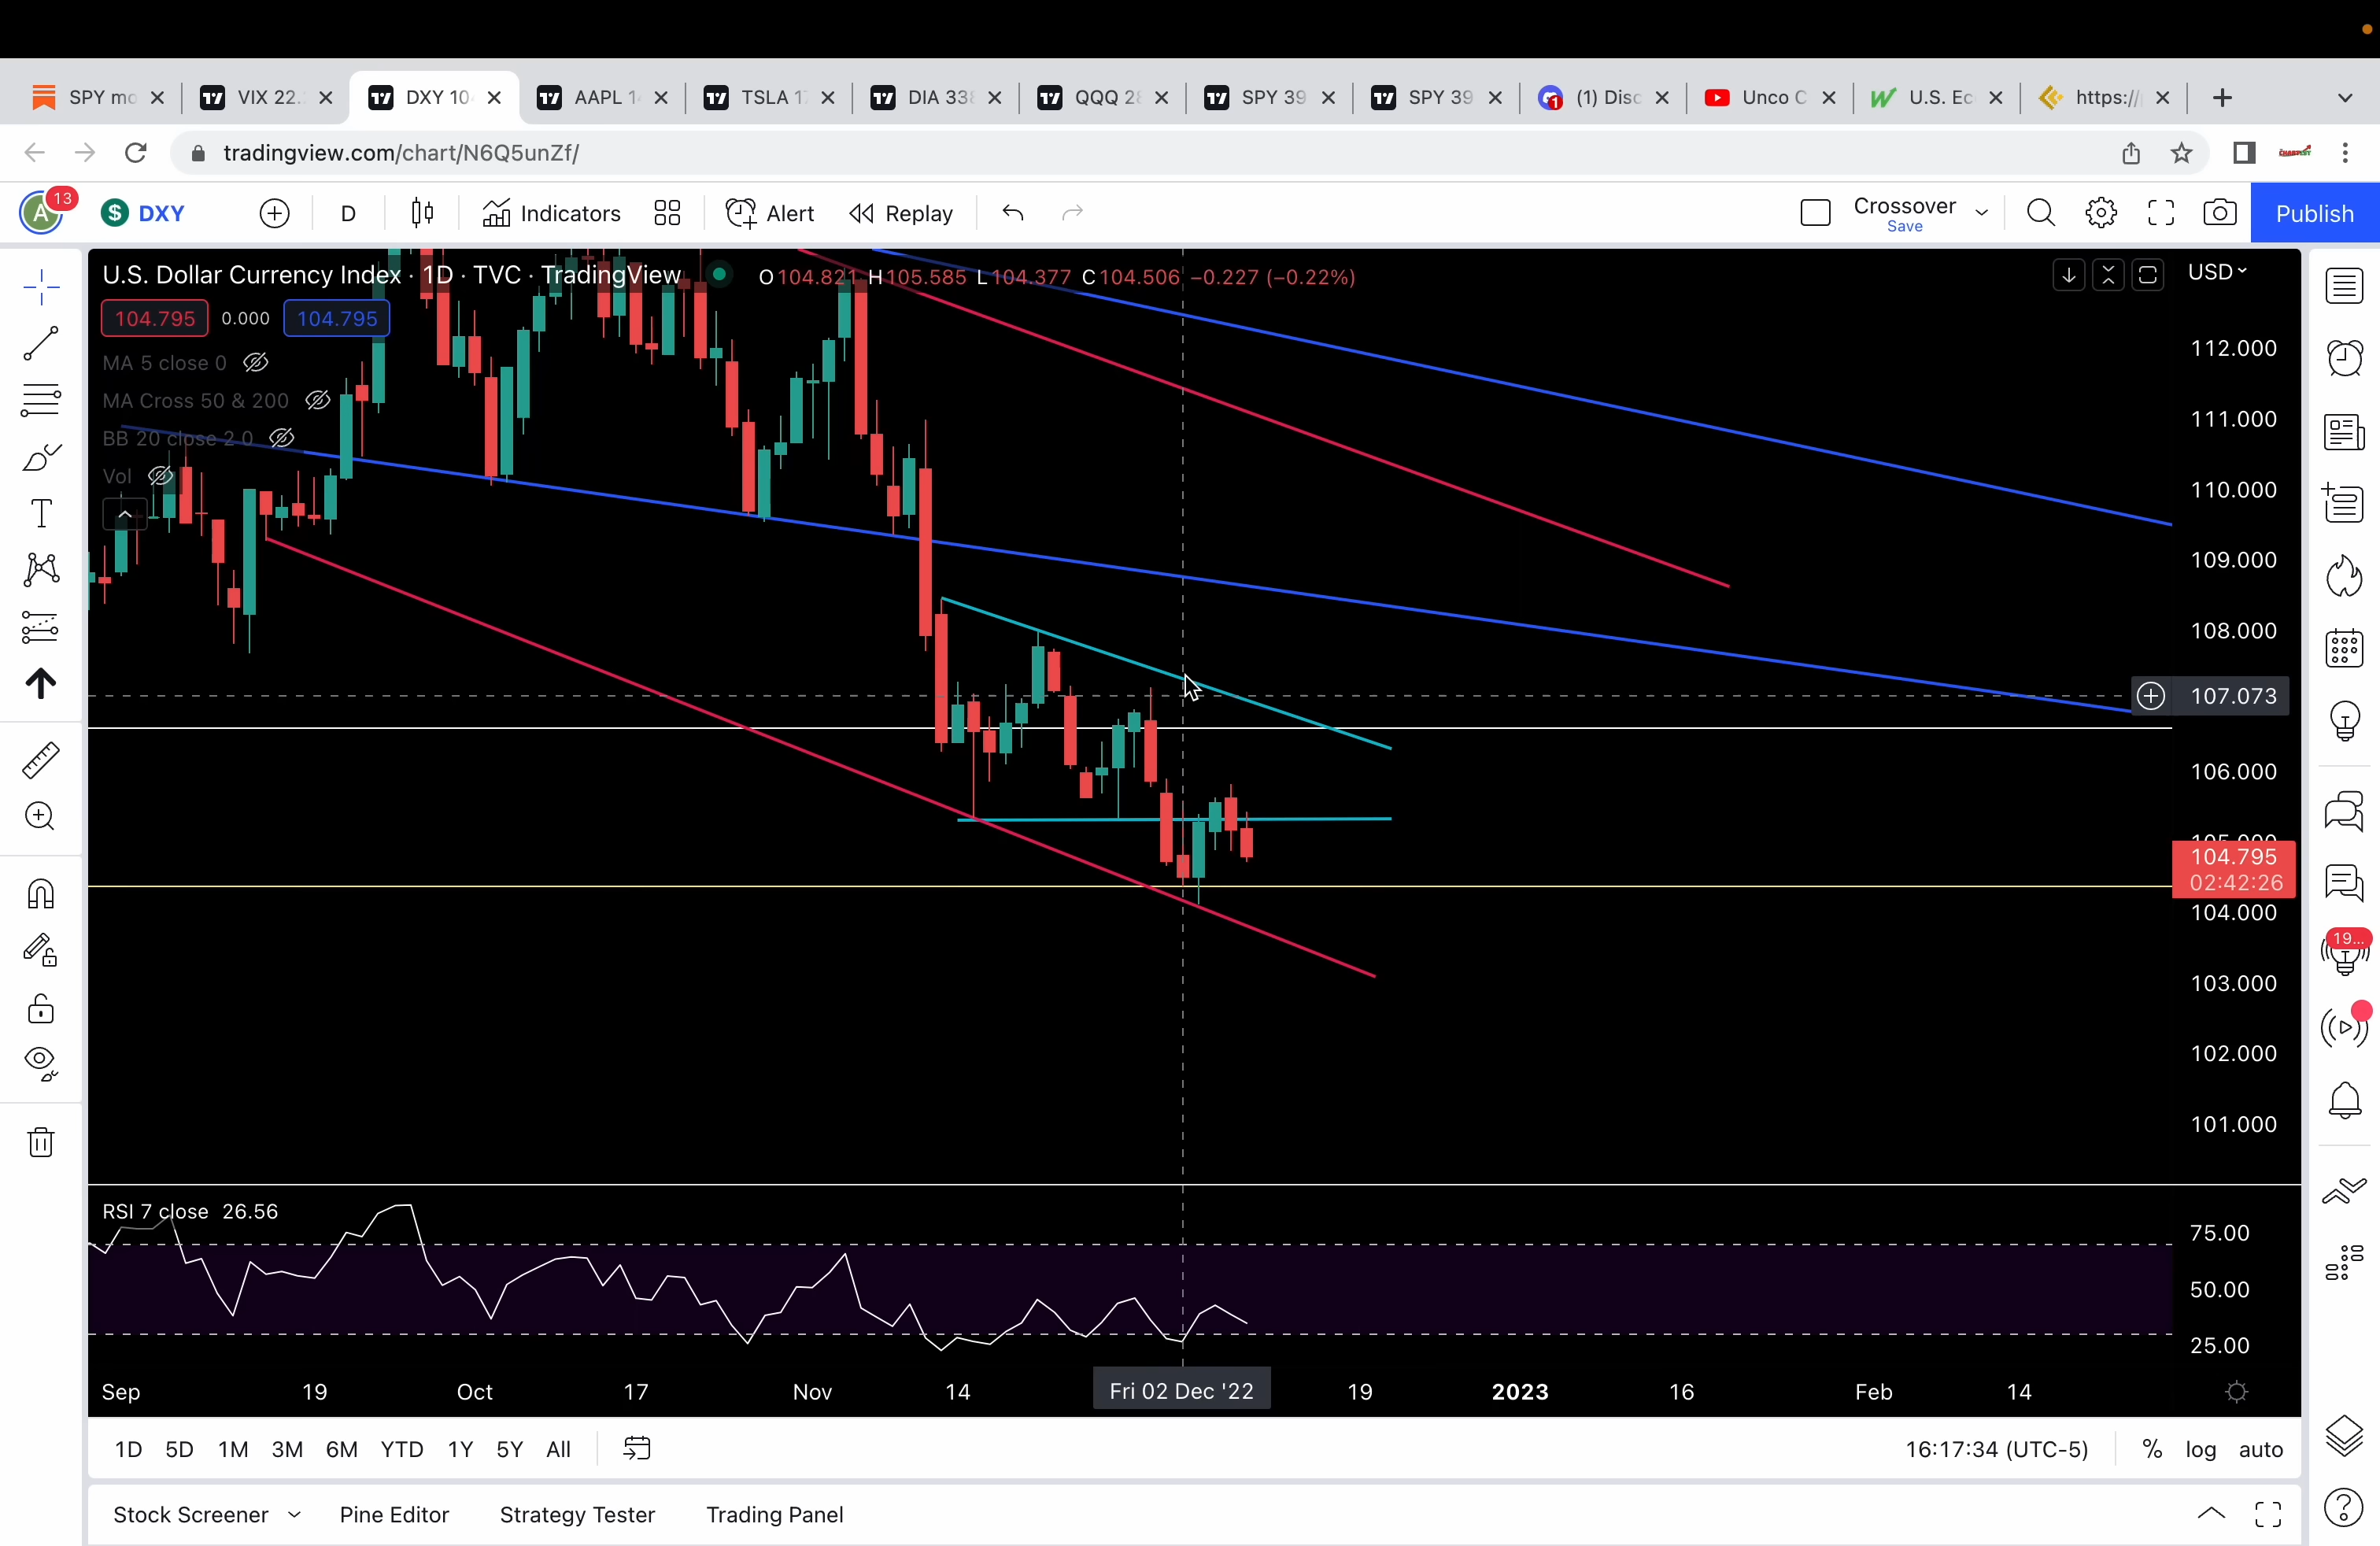 SPY mo
VIX 22.
DXY 10
AAPL 1
TSLA 1
DIA 33
QQQ 2
SPY 39
SPY 39
(1) Disc
Unco C
U.S. Ec
https://
tradingview.com/chart/N6Q5unZf/
A 13 $ DXY D Indicators Alert Replay Crossover Save Publish
U.S. Dollar Currency Index · 1D · TVC · TradingView O104.821 H105.585 L104.377 C104.506 −0.227 (−0.22%) USD
104.795 0.000 104.795
MA 5 close 0
MA Cross 50 & 200
BB 20 close 2 0
Vol
112.000
111.000
110.000
109.000
108.000
107.073
106.000
105.000
104.795
02:42:26
104.000
103.000
102.000
101.000
19...
RSI 7 close 26.56
75.00
50.00
25.00
Sep 19 Oct 17 Nov 14 Fri 02 Dec '22 19 2023 16 Feb 14
1D 5D 1M 3M 6M YTD 1Y 5Y All 16:17:34 (UTC-5) % log auto
Stock Screener Pine Editor Strategy Tester Trading Panel